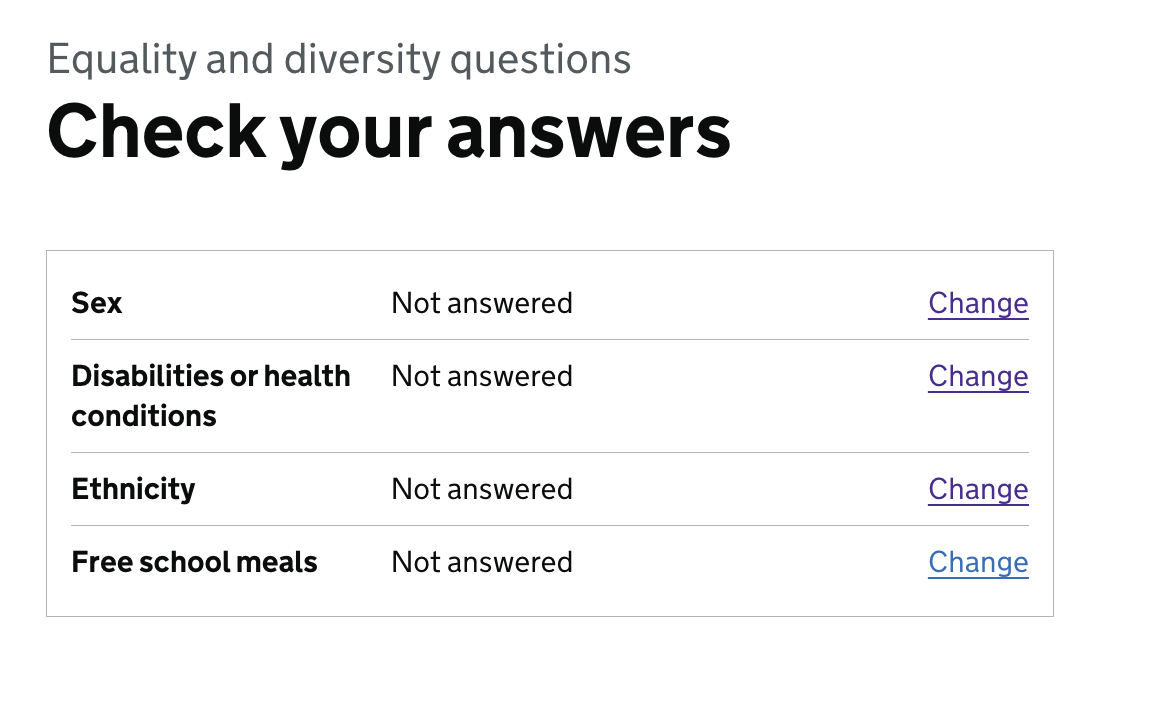 Equality and diversity questions
Check your answers
Sex Not answered Change
Disabilities or health Not answered Change
conditions
Ethnicity Not answered Change
Free school meals Not answered Change